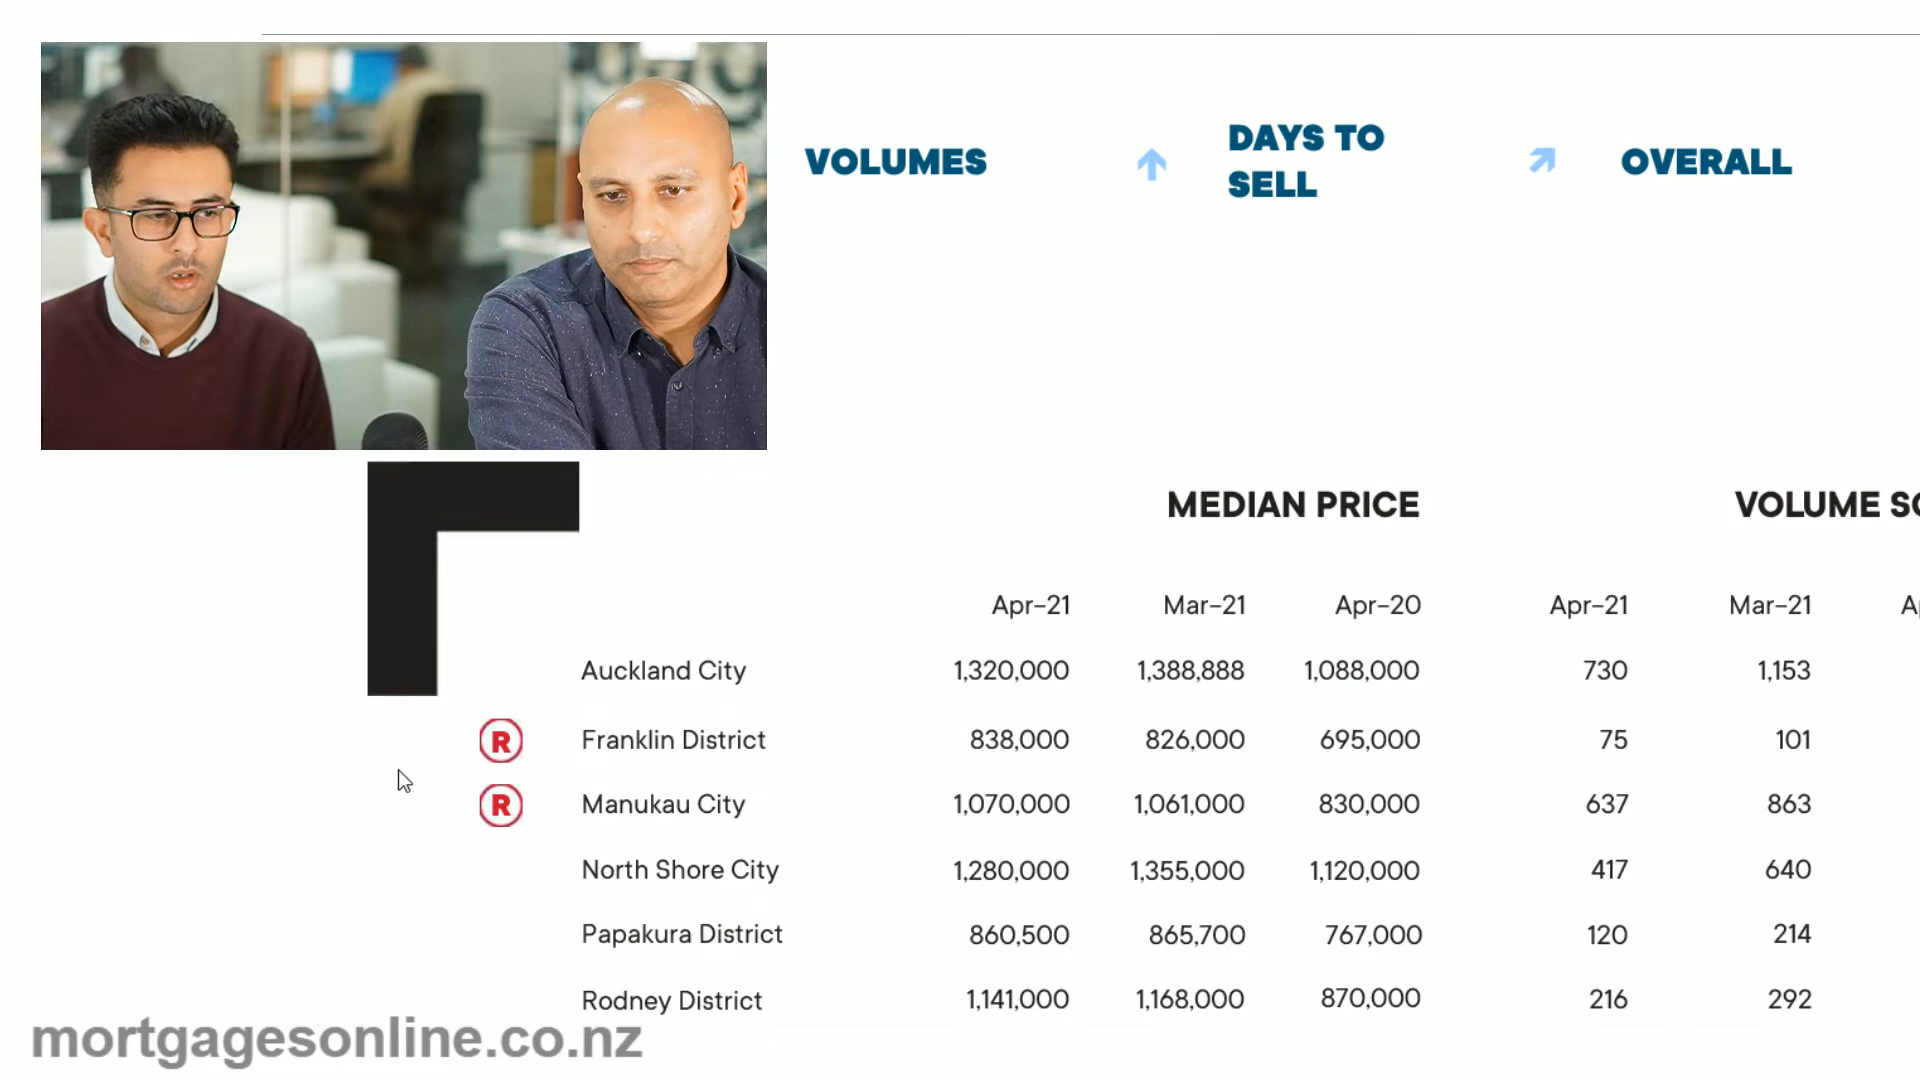 VOLUMES
DAYS TO
SELL
OVERALL
MEDIAN PRICE
Apr-21 Mar-21 Apr-20 Apr-21 Mar-21
Auckland City 1,320,000 1,388,888 1,088,000 730 1,153
R Franklin District 838,000 826,000 695,000 75 101
R Manukau City 1,070,000 1,061,000 830,000 637 863
North Shore City 1,280,000 1,355,000 1,120,000 417 640
Papakura District 860,500 865,700 767,000 120 214
Rodney District 1,141,000 1,168,000 870,000 216 292
VOLUME
mortgagesonline.co.nz